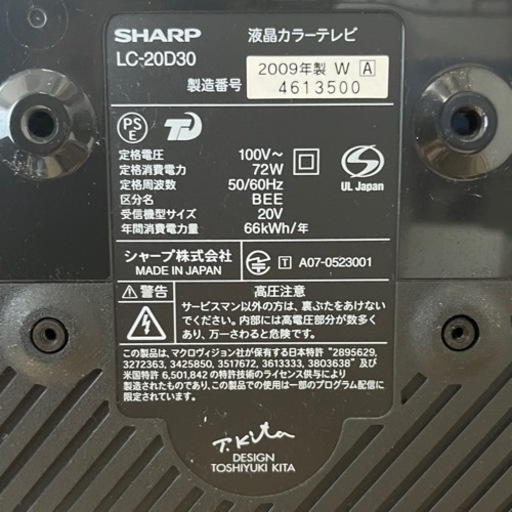 SHARP 液晶カラーテレビ
LC-20D30
製造番号 2009年製 W A
4613500
PS
E
定格電圧 100V～
定格消費電力 72W
定格周波数 50/60Hz
区分名 BEE
受信機型サイズ 20V
年間消費電力量 66kWh/年
UL Japan
シャープ株式会社
MADE IN JAPAN
T A07-0523001
警告
高圧注意
サービスマン以外の方は、裏ぶたをあけない
でください。内部には高電圧部分が数多く
あり、万一さわると危険です。
この製品は、マクロヴィジョン社が保有する日本特許 "2895629,
3272363, 3425850, 3517672, 3613333, 3803638" 及び
米国特許 6,501,842 の特許技術のライセンス供与により
製造されたものであり、この製品での使用は一部のプログラム配信に
限定されています。
T.Kita
DESIGN
TOSHIYUKI KITA